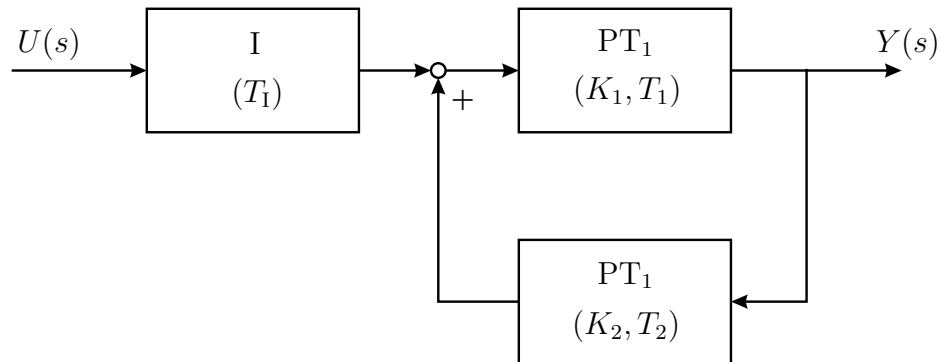 U(s)
I
(T_I)
+
PT_1
(K_1, T_1)
Y(s)
PT_1
(K_2, T_2)